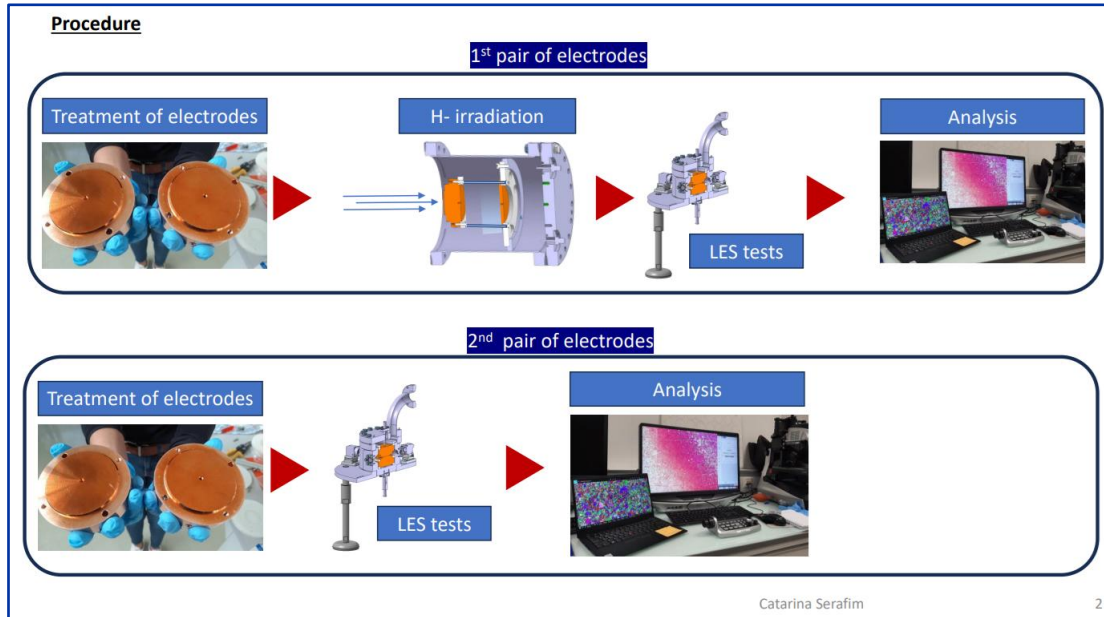 Procedure
1st pair of electrodes
Treatment of electrodes
H- irradiation
LES tests
Analysis
2nd pair of electrodes
Treatment of electrodes
LES tests
Analysis
Catarina Serafim
2